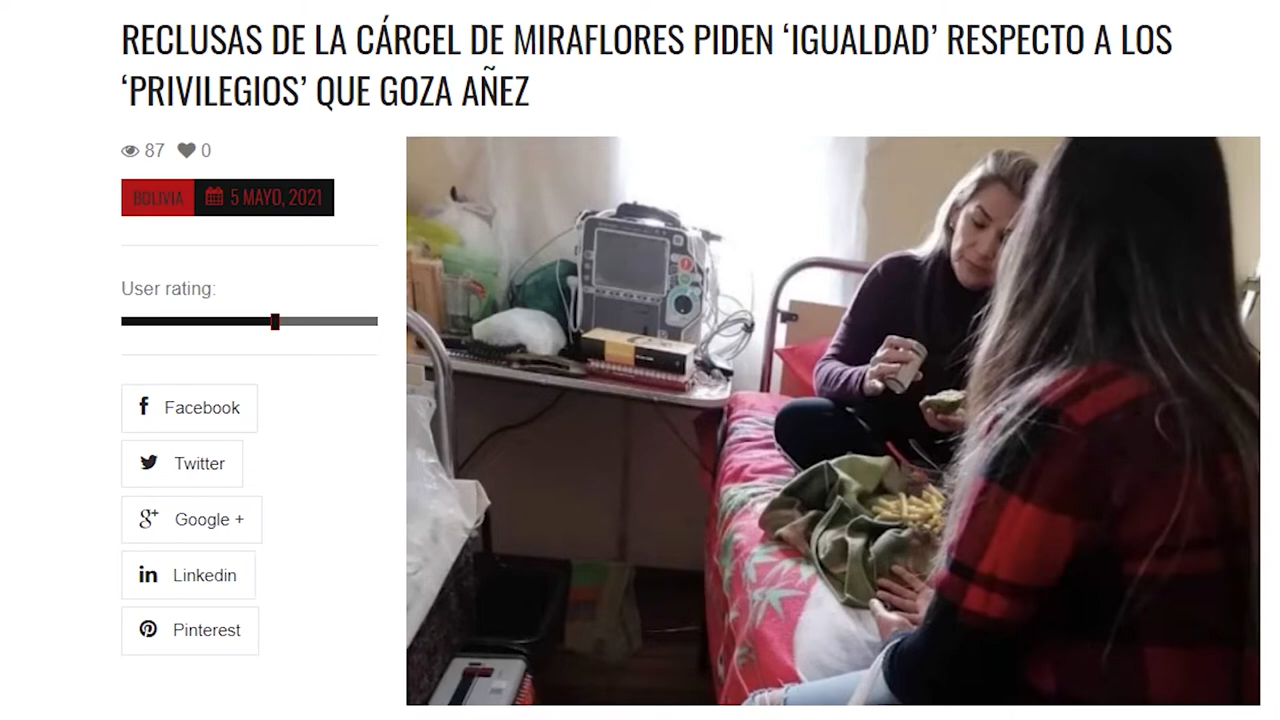 RECLUSAS DE LA CÁRCEL DE MIRAFLORES PIDEN ‘IGUALDAD’ RESPECTO A LOS
‘PRIVILEGIOS’ QUE GOZA AÑEZ
87 0
BOLIVIA 5 MAYO, 2021
User rating:
Facebook
Twitter
Google +
Linkedin
Pinterest